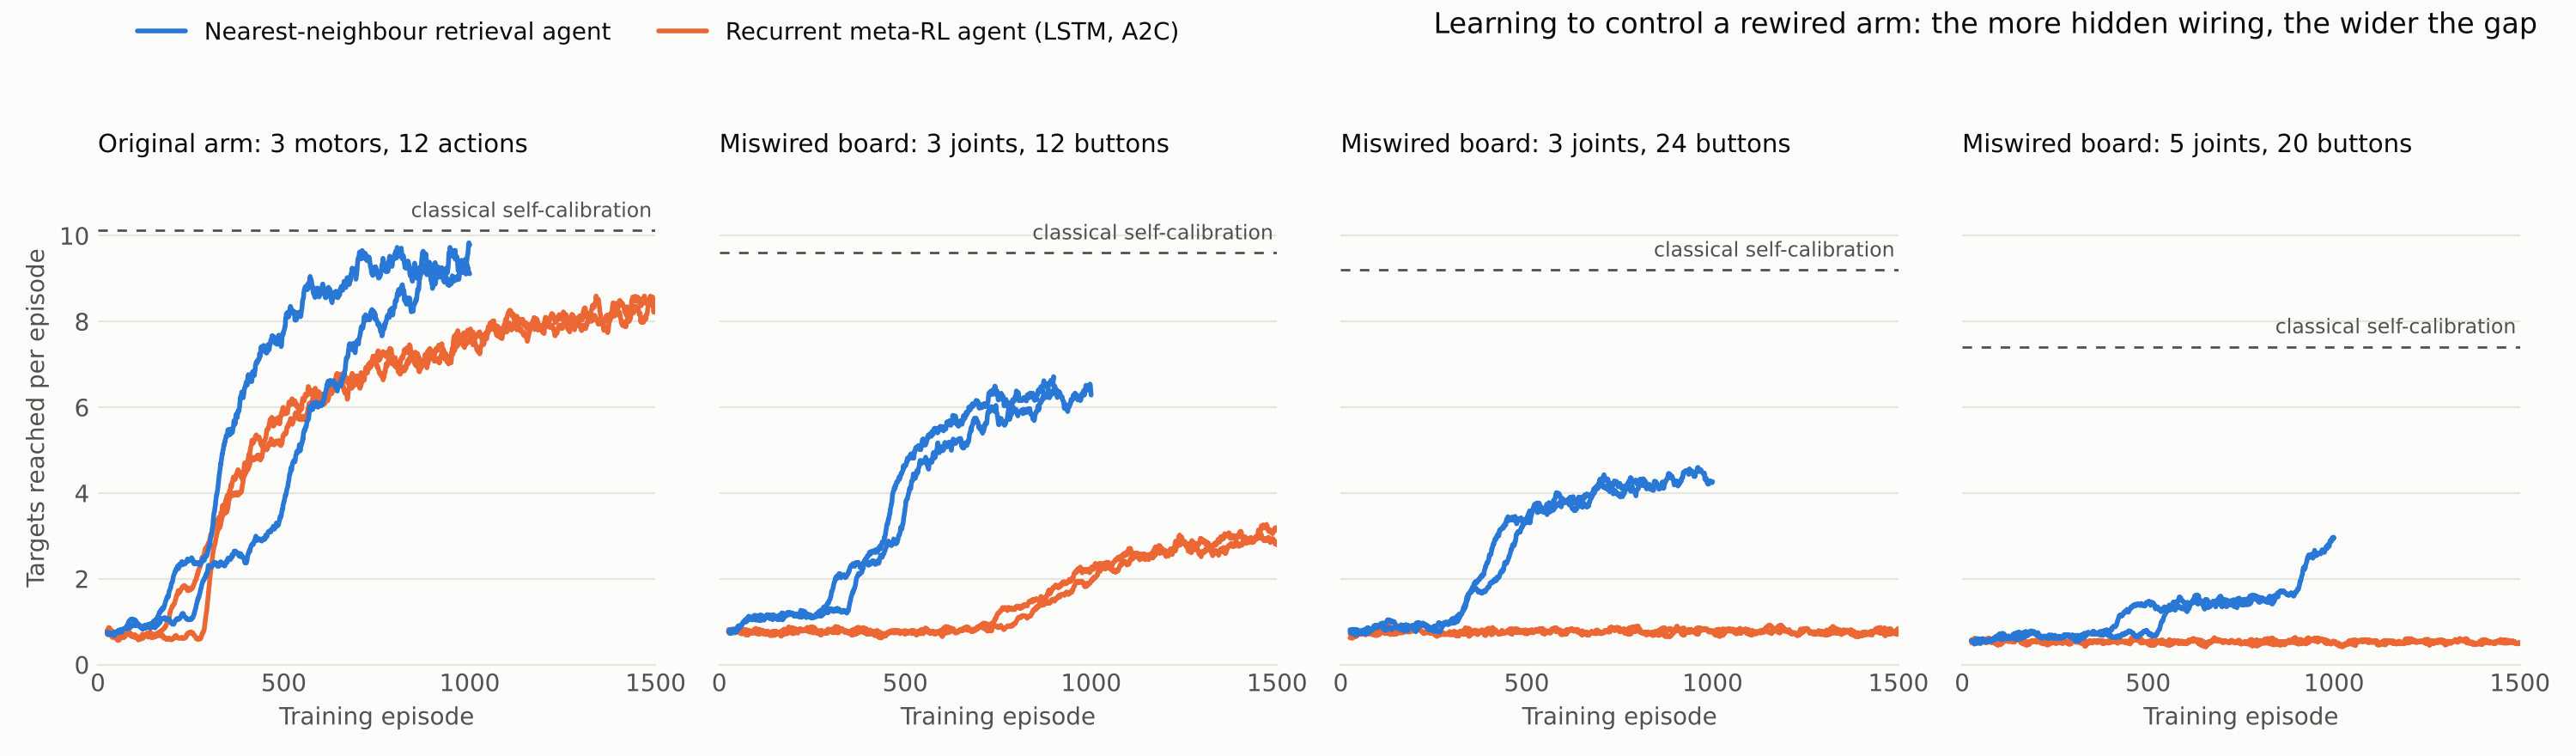 Nearest-neighbour retrieval agent
Recurrent meta-RL agent (LSTM, A2C)
Learning to control a rewired arm: the more hidden wiring, the wider the gap
Original arm: 3 motors, 12 actions
classical self-calibration
Targets reached per episode
10
8
6
4
2
0
0 500 1000 1500
Training episode
Miswired board: 3 joints, 12 buttons
classical self-calibration
0 500 1000 1500
Training episode
Miswired board: 3 joints, 24 buttons
classical self-calibration
0 500 1000 1500
Training episode
Miswired board: 5 joints, 20 buttons
classical self-calibration
0 500 1000 1500
Training episode